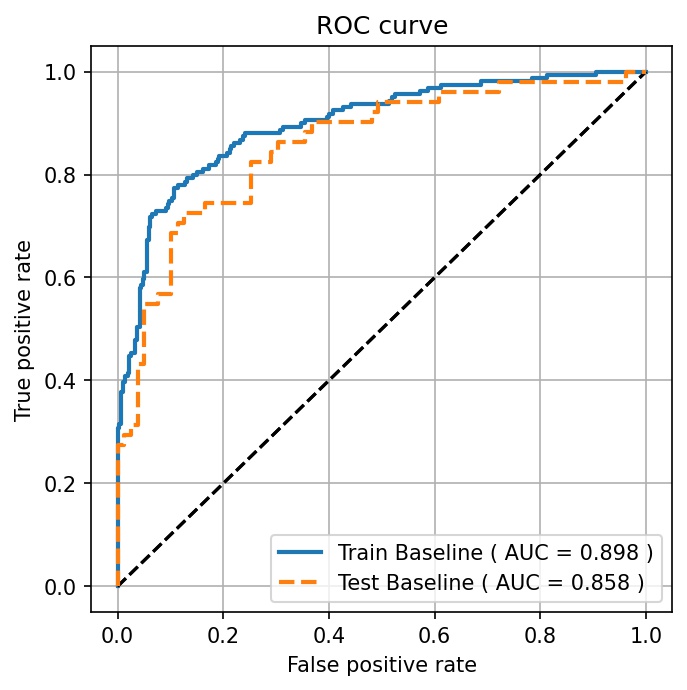 ROC curve
True positive rate
1.0
0.8
0.6
0.4
0.2
0.0
Train Baseline ( AUC = 0.898 )
Test Baseline ( AUC = 0.858 )
0.0 0.2 0.4 0.6 0.8 1.0
False positive rate